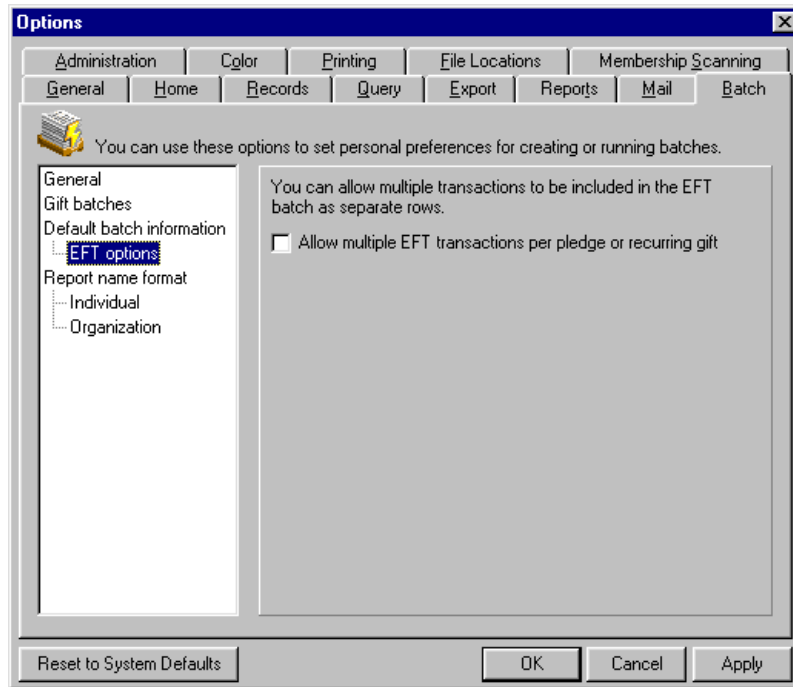 Options
Administration Color Printing File Locations Membership Scanning
General Home Records Query Export Reports Mail Batch
You can use these options to set personal preferences for creating or running batches.
General
Gift batches
Default batch information
EFT options
Report name format
Individual
Organization
You can allow multiple transactions to be included in the EFT
batch as separate rows.
Allow multiple EFT transactions per pledge or recurring gift
Reset to System Defaults OK Cancel Apply